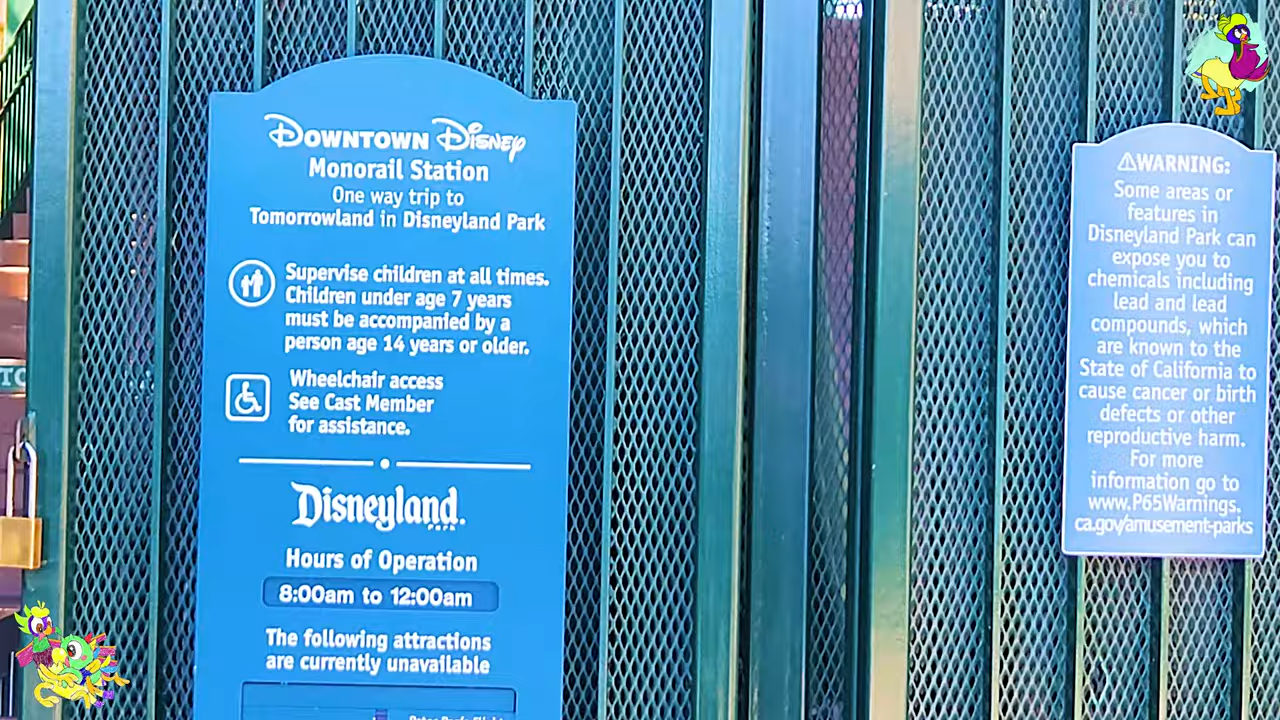 DOWNTOWN DISNEY
Monorail Station
One way trip to
Tomorrowland in Disneyland Park
Supervise children at all times.
Children under age 7 years
must be accompanied by a
person age 14 years or older.
Wheelchair access
See Cast Member
for assistance.
Disneyland
Hours of Operation
8:00am to 12:00am
The following attractions
are currently unavailable
⚠WARNING:
Some areas or
features in
Disneyland Park can
expose you to
chemicals including
lead and lead
compounds, which
are known to the
State of California to
cause cancer or birth
defects or other
reproductive harm.
For more
information go to
www.P65Warnings.
ca.gov/amusement-parks